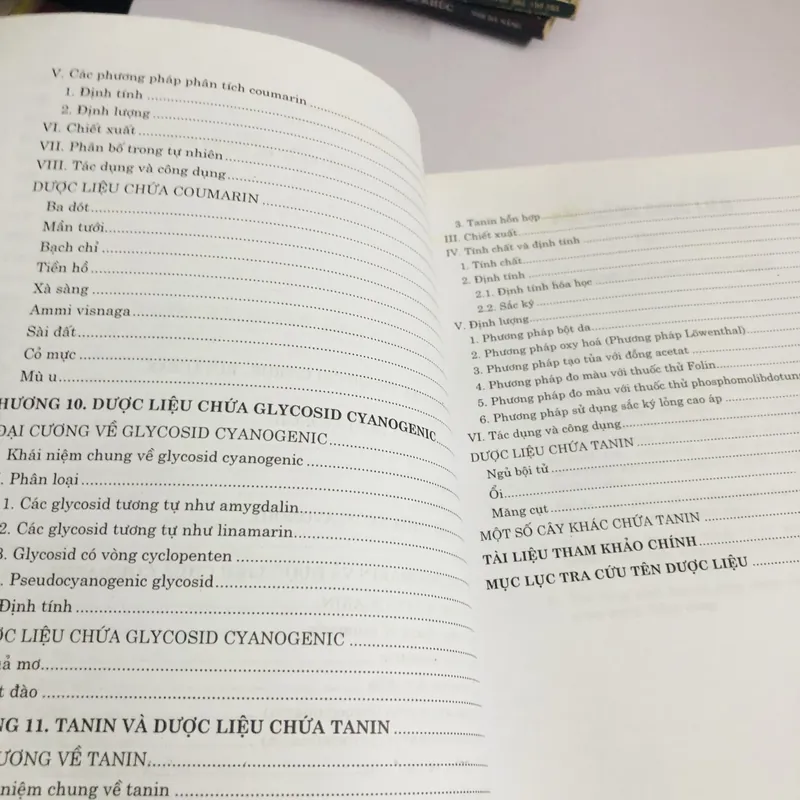 KHÚC
V. Các phương pháp phân tích coumarin
1. Định tính
2. Định lượng
VI. Chiết xuất
VII. Phân bố trong tự nhiên
VIII. Tác dụng và công dụng
DƯỢC LIỆU CHỨA COUMARIN
Ba dót
Mần tưới
Bạch chỉ
Tiền hồ
Xà sàng
Ammi visnaga
Sài đất
Cỏ mực
Mù u
HƯƠNG 10. DƯỢC LIỆU CHỨA GLYCOSID CYANOGENIC
ĐẠI CƯƠNG VỀ GLYCOSID CYANOGENIC
Khái niệm chung về glycosid cyanogenic
Phân loại
1. Các glycosid tương tự như amygdalin
2. Các glycosid tương tự như linamarin
3. Glycosid có vòng cyclopenten
Pseudocyanogenic glycosid
Định tính
ỢC LIỆU CHỨA GLYCOSID CYANOGENIC
ả mơ
t đào
NG 11. TANIN VÀ DƯỢC LIỆU CHỨA TANIN
ƯƠNG VỀ TANIN
niệm chung về tanin
3. Tanin hỗn hợp
III. Chiết xuất
IV. Tính chất và định tính
1. Tính chất
2. Định tính
2.1. Định tính hóa học
2.2. Sắc ký
V. Định lượng
1. Phương pháp bột da
2. Phương pháp oxy hoá (Phương pháp Löwenthal)
3. Phương pháp tạo tủa với đồng acetat
4. Phương pháp đo màu với thuốc thử Folin
5. Phương pháp đo màu với thuốc thử phosphomolibdotung
6. Phương pháp sử dụng sắc ký lỏng cao áp
VI. Tác dụng và công dụng
DƯỢC LIỆU CHỨA TANIN
Ngũ bội tử
Ổi
Măng cụt
MỘT SỐ CÂY KHÁC CHỨA TANIN
TÀI LIỆU THAM KHẢO CHÍNH
MỤC LỤC TRA CỨU TÊN DƯỢC LIỆU